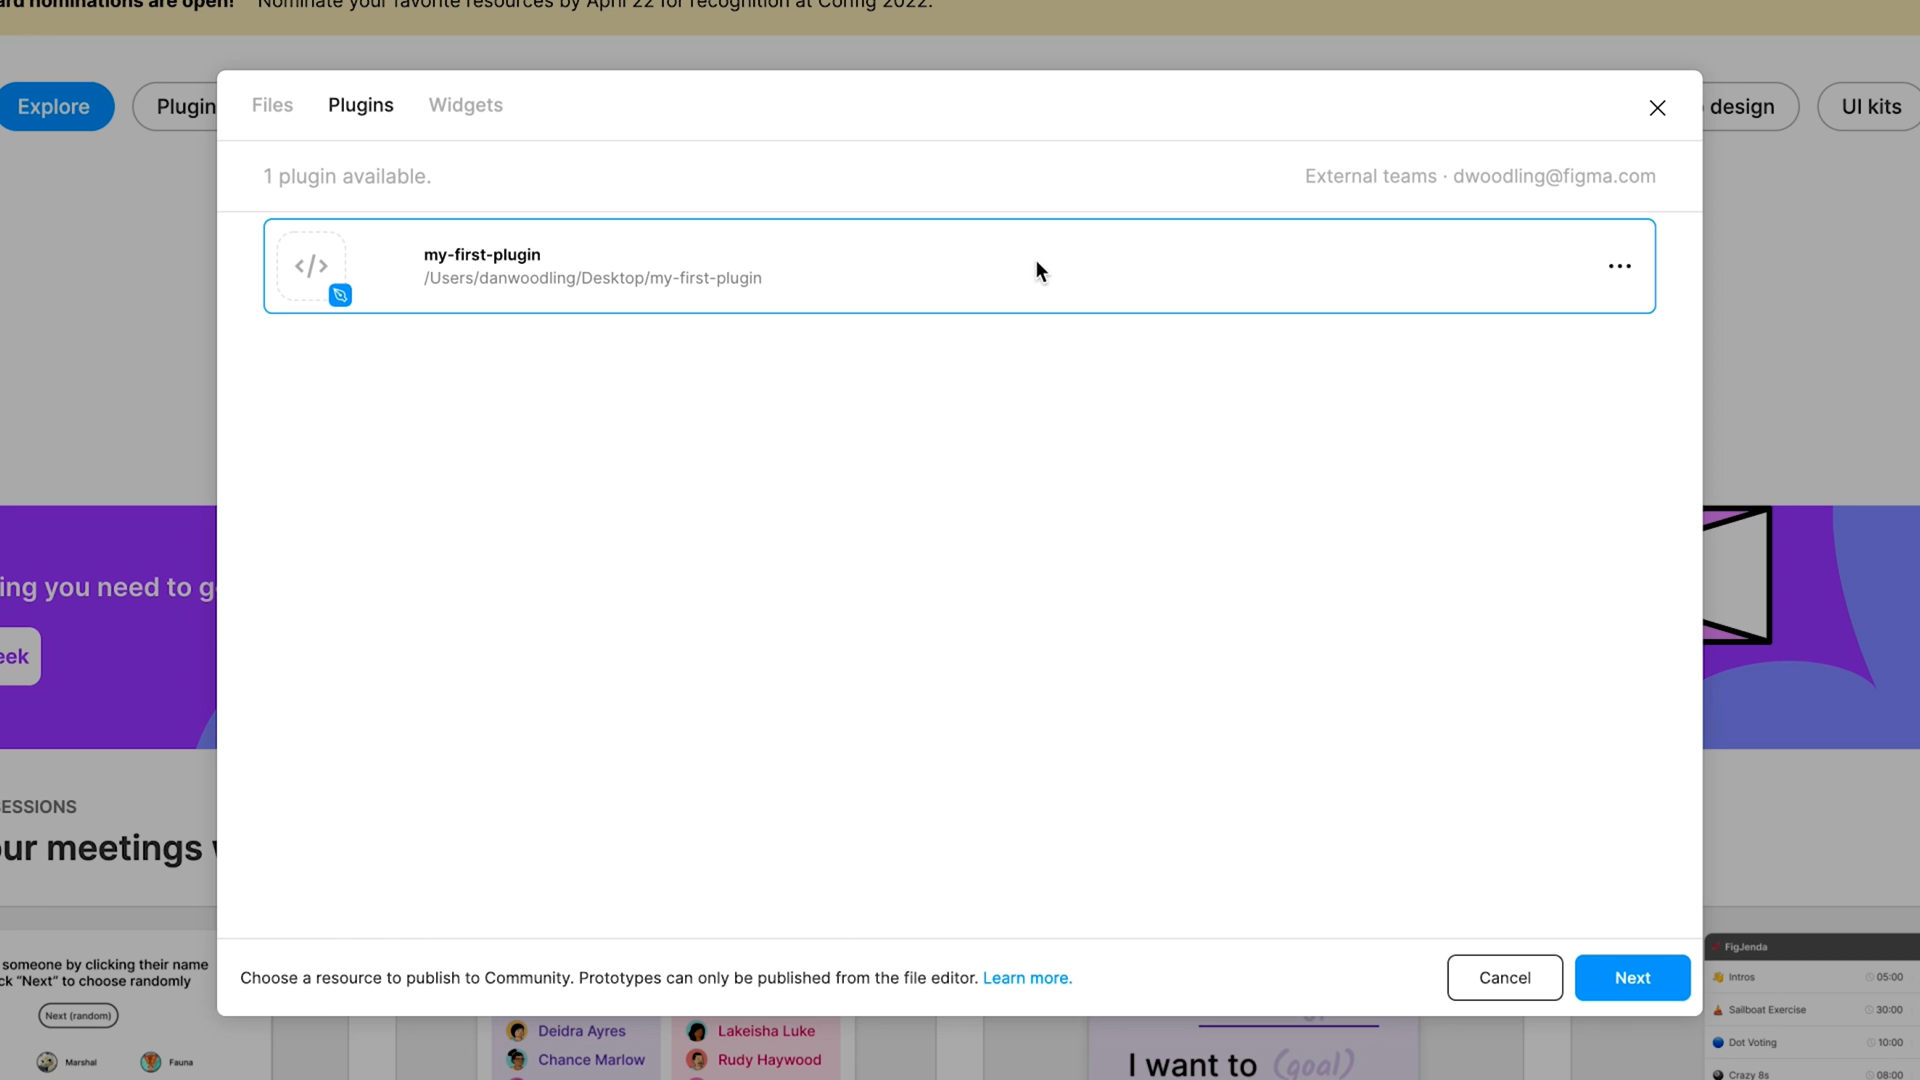 nominations are open! Nominate your favorite resources by April 22 for recognition at Config 2022.
Explore
Plugin
design
UI kits
Files
Plugins
Widgets
1 plugin available.
External teams · dwoodling@figma.com
</>
my-first-plugin
/Users/danwoodling/Desktop/my-first-plugin
ing you need to g
eek
ESSIONS
our meetings
Choose a resource to publish to Community. Prototypes can only be published from the file editor. Learn more.
Cancel
Next
someone by clicking their name
ck "Next" to choose randomly
Next (random)
Marshal
Fauna
Deidra Ayres
Chance Marlow
Lakeisha Luke
Rudy Haywood
I want to (goal)
FigJenda
Intros 05:00
Sailboat Exercise 30:00
Dot Voting 10:00
Crazy 8s 08:00